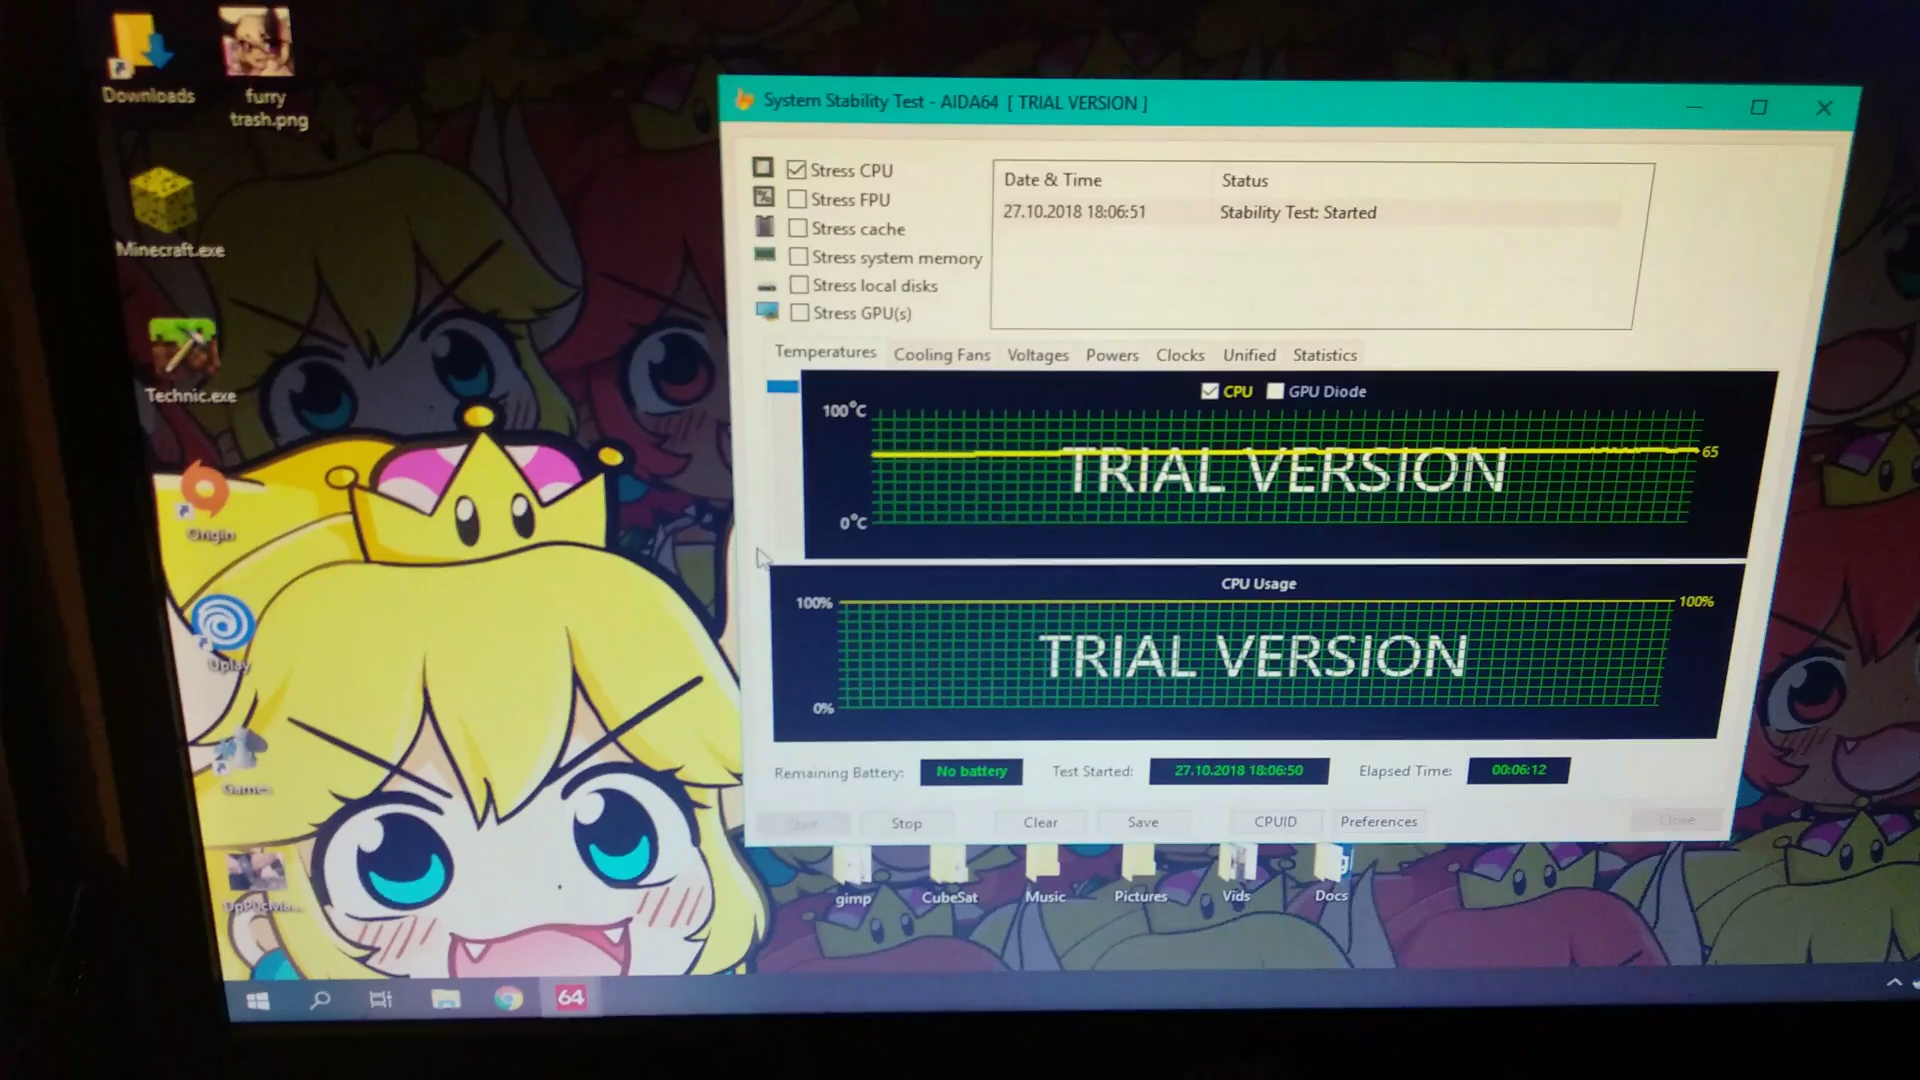 Downloads
furry
trash.png
Minecraft.exe
Technic.exe
Origin
Uplay
Games
System Stability Test - AIDA64 [ TRIAL VERSION ]
Stress CPU
Stress FPU
Stress cache
Stress system memory
Stress local disks
Stress GPU(s)
Date & Time Status
27.10.2018 18:06:51 Stability Test: Started
Temperatures Cooling Fans Voltages Powers Clocks Unified Statistics
CPU GPU Diode
100°C
TRIAL VERSION
65
0°C
CPU Usage
100% 100%
TRIAL VERSION
0%
Remaining Battery: No battery Test Started: 27.10.2018 18:06:50 Elapsed Time: 00:06:12
Stop Clear Save CPUID Preferences Close
gimp CubeSat Music Pictures Vids Docs
64